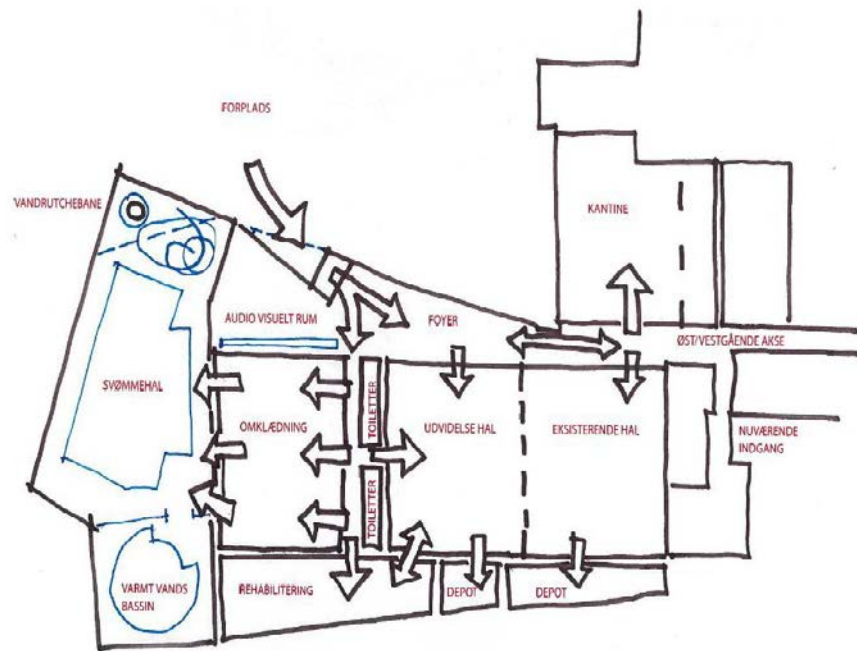 FORPLADS
VANDRUTCHEBANE
KANTINE
AUDIO VISUELT RUM
FOYER
ØST/VESTGÅENDE AKSE
SVØMMEHAL
OMKLÆDNING
TOILETTER
UDVIDELSE HAL
EKSISTERENDE HAL
NUVÆRENDE
INDGANG
TOILETTER
VARMT VANDS
BASSIN
REHABILITERING
DEPOT
DEPOT